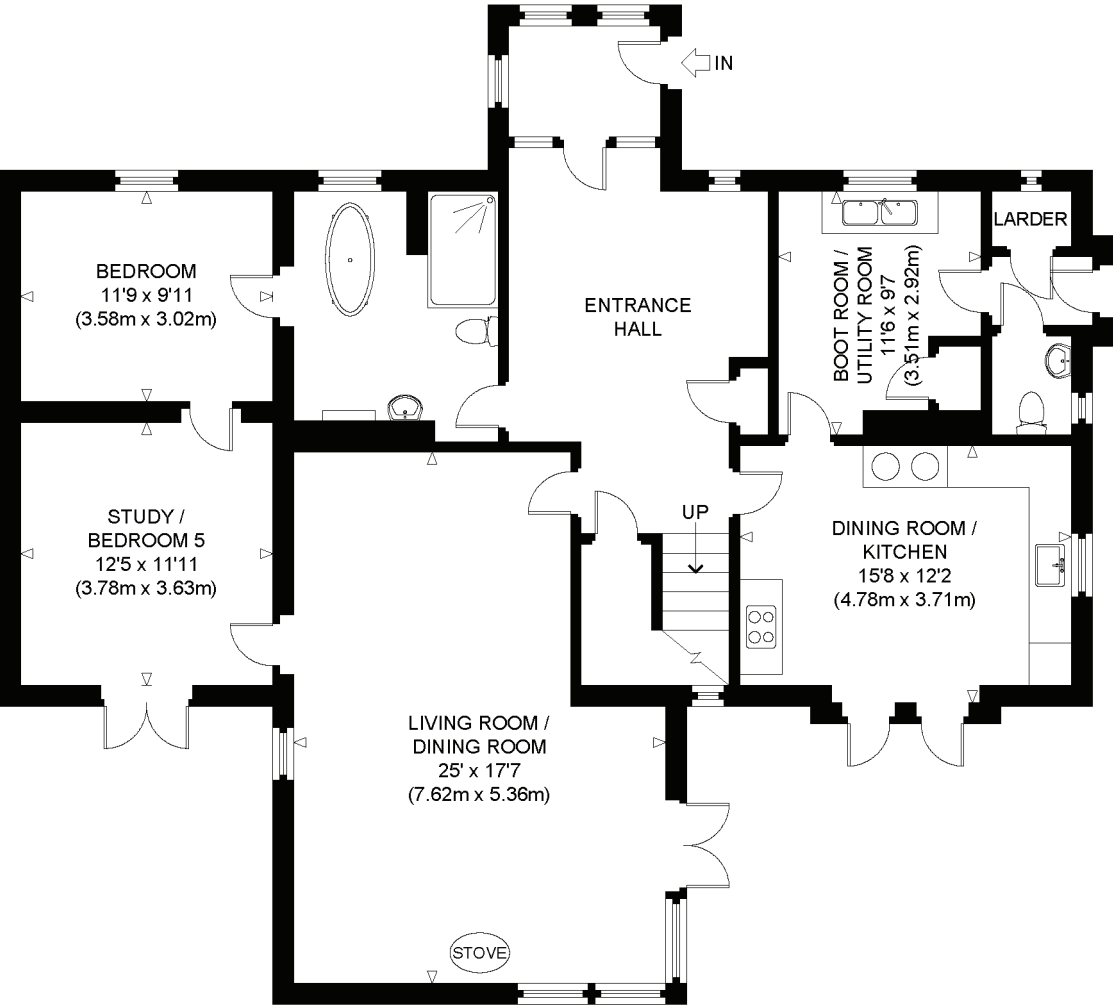 IN
LARDER
BEDROOM
11'9 x 9'11
(3.58m x 3.02m)
ENTRANCE
HALL
BOOT ROOM /
UTILITY ROOM
11'6 x 9'7
(3.51m x 2.92m)
STUDY /
BEDROOM 5
12'5 x 11'11
(3.78m x 3.63m)
UP
DINING ROOM /
KITCHEN
15'8 x 12'2
(4.78m x 3.71m)
LIVING ROOM /
DINING ROOM
25' x 17'7
(7.62m x 5.36m)
STOVE